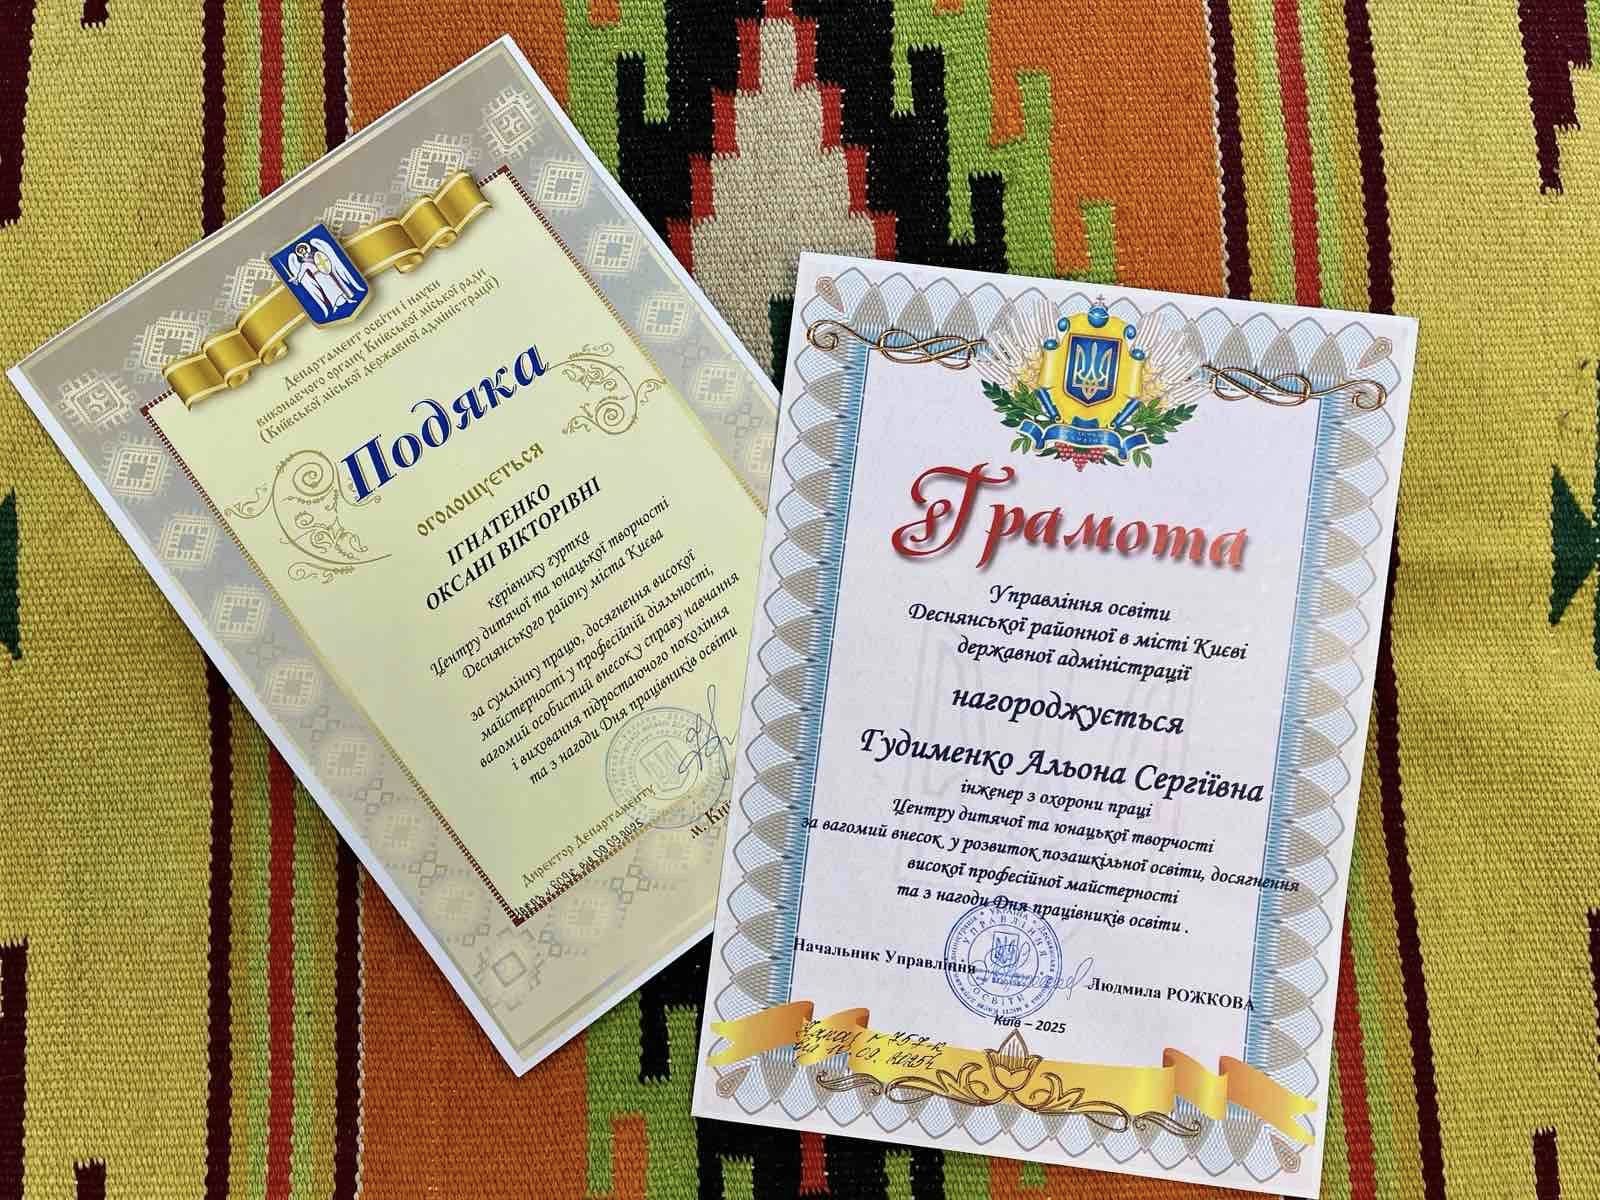 Департамент освіти і науки
виконавчого органу Київської міської ради
(Київської міської державної адміністрації)
Подяка
оголошується
ІГНАТЕНКО
ОКСАНІ ВІКТОРІВНІ
керівнику гуртка
Центру дитячої та юнацької творчості
Деснянського району міста Києва
за сумлінну працю, досягнення високої
майстерності у професійній діяльності,
вагомий особистий внесок у справу навчання
і виховання підростаючого покоління
та з нагоди Дня працівників освіти
Директор Департаменту
м. Киї
Грамота
Управління освіти
Деснянської районної в місті Києві
державної адміністрації
нагороджується
Гудименко Альона Сергіївна
інженер з охорони праці
Центру дитячої та юнацької творчості
за вагомий внесок у розвиток позашкільної освіти, досягнення
високої професійної майстерності
та з нагоди Дня працівників освіти .
Начальник Управління
Людмила РОЖКОВА
УПРАВЛІННЯ
ОСВІТИ
Київ – 2025